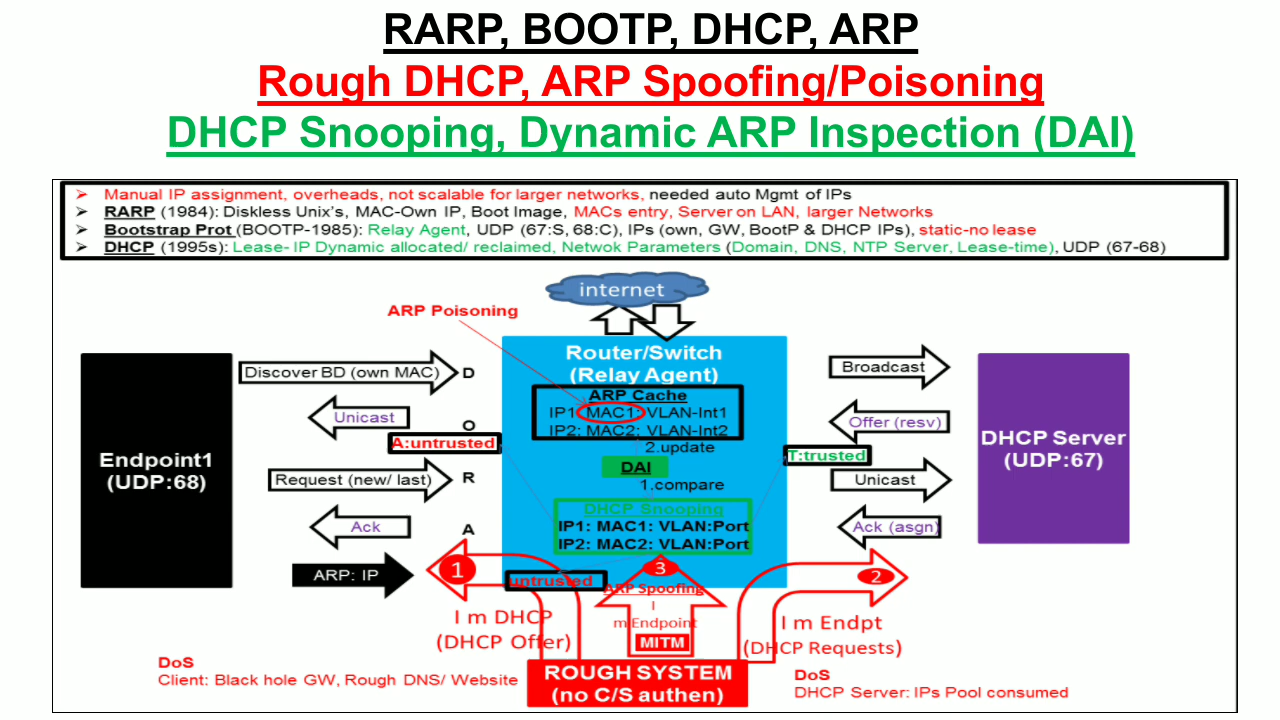 RARP, BOOTP, DHCP, ARP
Rough DHCP, ARP Spoofing/Poisoning
DHCP Snooping, Dynamic ARP Inspection (DAI)
Manual IP assignment, overheads, not scalable for larger networks, needed auto Mgmt of IPs
RARP (1984): Diskless Unix's, MAC-Own IP, Boot Image, MACs entry, Server on LAN, larger Networks
Bootstrap Prot (BOOTP-1985): Relay Agent, UDP (67:S, 68:C), IPs (own, GW, BootP & DHCP IPs), static-no lease
DHCP (1995s): Lease- IP Dynamic allocated/ reclaimed, Netwok Parameters (Domain, DNS, NTP Server, Lease-time), UDP (67-68)
internet
ARP Poisoning
Endpoint1
(UDP:68)
Discover BD (own MAC)
D
Unicast
O
A:untrusted
Request (new/ last)
R
Ack
A
ARP: IP
Router/Switch
(Relay Agent)
ARP Cache
IP1: MAC1: VLAN-Int1
IP2: MAC2: VLAN-Int2
2.update
DAI
1.compare
DHCP Snooping
IP1: MAC1: VLAN:Port
IP2: MAC2: VLAN:Port
Broadcast
Offer (resv)
T:trusted
Unicast
Ack (asgn)
DHCP Server
(UDP:67)
1
untrusted
3
ARP Spoofing
I
m Endpoint
MITM
2
I m DHCP
(DHCP Offer)
I m Endpt
(DHCP Requests)
ROUGH SYSTEM
(no C/S authen)
DoS
Client: Black hole GW, Rough DNS/ Website
DoS
DHCP Server: IPs Pool consumed